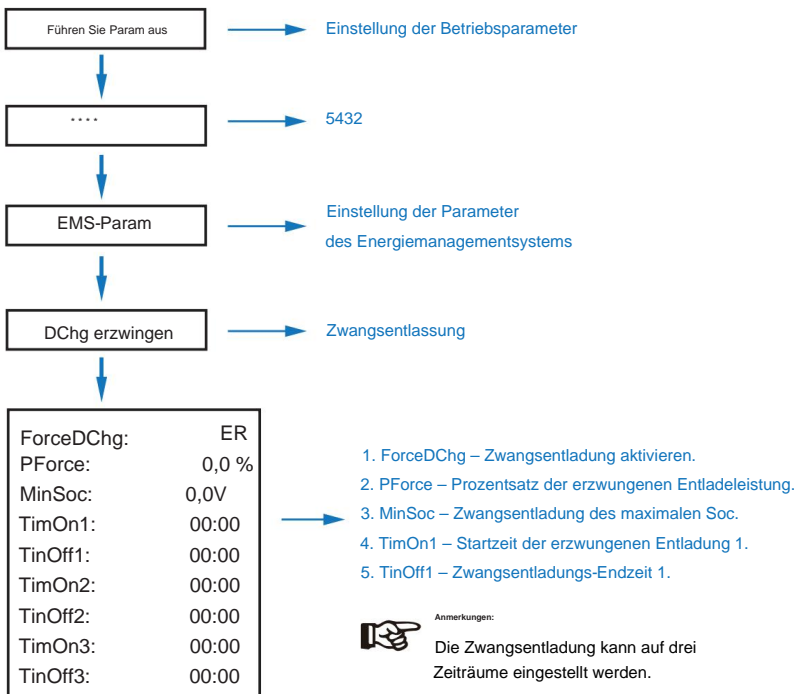 Führen Sie Param aus
Einstellung der Betriebsparameter
....
5432
EMS-Param
Einstellung der Parameter
des Energiemanagementsystems
DChg erzwingen
Zwangsentlassung
ForceDChg: ER
PForce: 0,0 %
MinSoc: 0,0V
TimOn1: 00:00
TinOff1: 00:00
TimOn2: 00:00
TinOff2: 00:00
TimOn3: 00:00
TinOff3: 00:00
1. ForceDChg – Zwangsentladung aktivieren.
2. PForce – Prozentsatz der erzwungenen Entladeleistung.
3. MinSoc – Zwangsentladung des maximalen Soc.
4. TimOn1 – Startzeit der erzwungenen Entladung 1.
5. TinOff1 – Zwangsentladungs-Endzeit 1.
Anmerkungen:
Die Zwangsentladung kann auf drei
Zeiträume eingestellt werden.